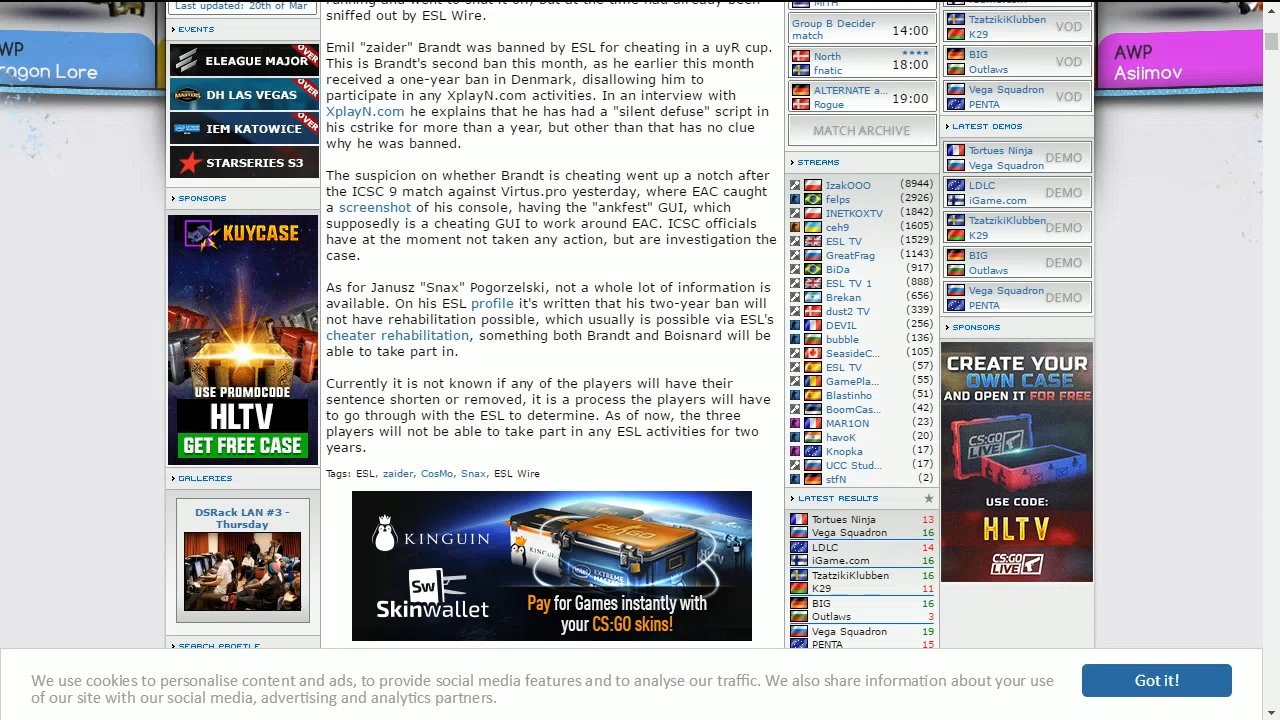 Last updated: 20th of Mar
EVENTS
ELEAGUE MAJOR
OVER
DH LAS VEGAS
OVER
IEM KATOWICE
OVER
STARSERIES S3
SPONSORS
KUYCASE
USE PROMOCODE
HLTV
GET FREE CASE
GALLERIES
DSRack LAN #3 -
Thursday
SEARCH PROFILE
AWP
ragon Lore
sniffed out by ESL Wire.
Emil "zaider" Brandt was banned by ESL for cheating in a uyR cup.
This is Brandt's second ban this month, as he earlier this month
received a one-year ban in Denmark, disallowing him to
participate in any XplayN.com activities. In an interview with
XplayN.com he explains that he has had a "silent defuse" script in
his cstrike for more than a year, but other than that has no clue
why he was banned.
The suspicion on whether Brandt is cheating went up a notch after
the ICSC 9 match against Virtus.pro yesterday, where EAC caught
a screenshot of his console, having the "ankfest" GUI, which
supposedly is a cheating GUI to work around EAC. ICSC officials
have at the moment not taken any action, but are investigation the
case.
As for Janusz "Snax" Pogorzelski, not a whole lot of information is
available. On his ESL profile it's written that his two-year ban will
not have rehabilitation possible, which usually is possible via ESL's
cheater rehabilitation, something both Brandt and Boisnard will be
able to take part in.
Currently it is not known if any of the players will have their
sentence shorten or removed, it is a process the players will have
to go through with the ESL to determine. As of now, the three
players will not be able to take part in any ESL activities for two
years.
Tags: ESL, zaider, CosMo, Snax, ESL Wire
KINGUIN
Sw
Skinwallet
Pay for Games instantly with
your CS:GO skins!
Group B Decider
match
14:00
North
fnatic
18:00
ALTERNATE a...
Rogue
19:00
MATCH ARCHIVE
STREAMS
IzakOOO (8944)
felps (2926)
INETKOXTV (1842)
ceh9 (1605)
ESL TV (1529)
GreatFrag (1143)
BiDa (917)
ESL TV 1 (888)
Brekan (656)
dust2 TV (339)
DEVIL (256)
bubble (136)
SeasideC... (105)
ESL TV (57)
GamePla... (55)
Blastinho (51)
BoomCas... (42)
MAR1ON (23)
havoK (20)
Knopka (17)
UCC Stud... (17)
stfN (2)
LATEST RESULTS
Tortues Ninja 13
Vega Squadron 16
LDLC 14
iGame.com 16
TzatzikiKlubben 16
K29 11
BIG 16
Outlaws 3
Vega Squadron 19
PENTA 15
TzatzikiKlubben
K29
VOD
BIG
Outlaws
VOD
Vega Squadron
PENTA
VOD
LATEST DEMOS
Tortues Ninja
Vega Squadron
DEMO
LDLC
iGame.com
DEMO
TzatzikiKlubben
K29
DEMO
BIG
Outlaws
DEMO
Vega Squadron
PENTA
DEMO
SPONSORS
CREATE YOUR
OWN CASE
AND OPEN IT FOR FREE
CS:GO
LIVE
USE CODE:
HLTV
CS:GO
LIVE
AWP
Asiimov
We use cookies to personalise content and ads, to provide social media features and to analyse our traffic. We also share information about your use
of our site with our social media, advertising and analytics partners.
Got it!